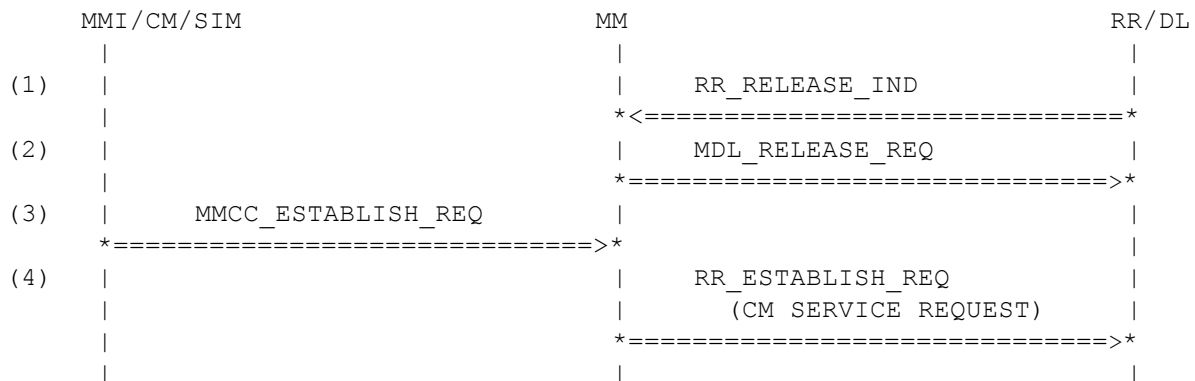 MMI/CM/SIM MM RR/DL
(1) RR_RELEASE_IND
(2) MDL_RELEASE_REQ
(3) MMCC_ESTABLISH_REQ
(4) RR_ESTABLISH_REQ
(CM SERVICE REQUEST)